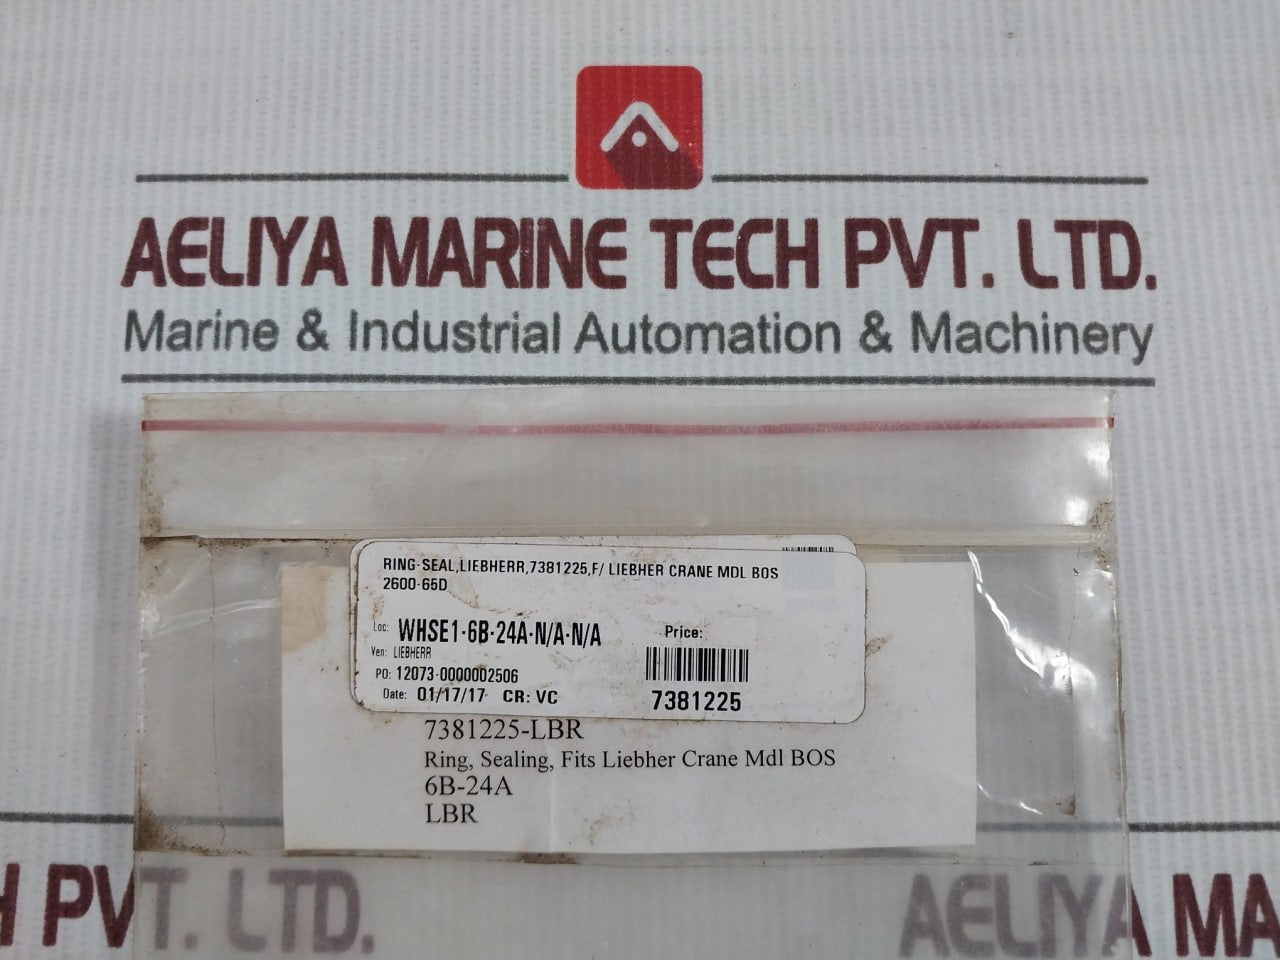 AELIYA MARINE TECH PVT. LTD.
Marine & Industrial Automation & Machinery
RING-SEAL,LIEBHERR,7381225,F/ LIEBHER CRANE MDL BOS
2600-65D
Loc: WHSE1-6B-24A-N/A-N/A
Price:
Ven: LIEBHERR
PO: 12073-0000002506
Date: 01/17/17 CR: VC
7381225
7381225-LBR
Ring, Sealing, Fits Liebher Crane Mdl BOS
6B-24A
LBR
H PVT. LTD.
AELIYA MA